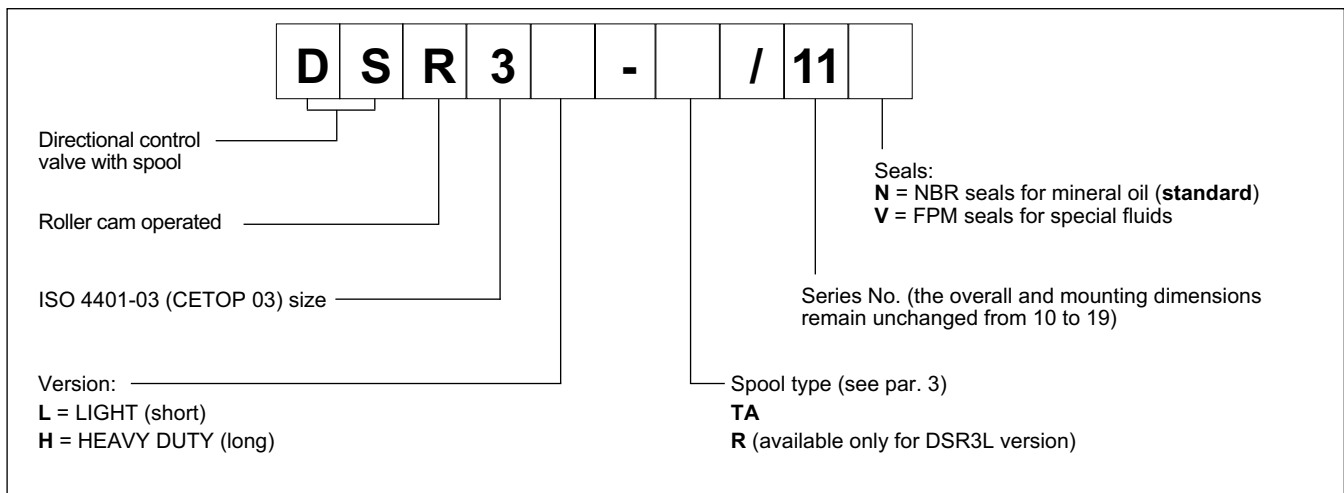 D S R 3 - / 11
Directional control
valve with spool
Roller cam operated
ISO 4401-03 (CETOP 03) size
Version:
L = LIGHT (short)
H = HEAVY DUTY (long)
Seals:
N = NBR seals for mineral oil (standard)
V = FPM seals for special fluids
Series No. (the overall and mounting dimensions
remain unchanged from 10 to 19)
Spool type (see par. 3)
TA
R (available only for DSR3L version)